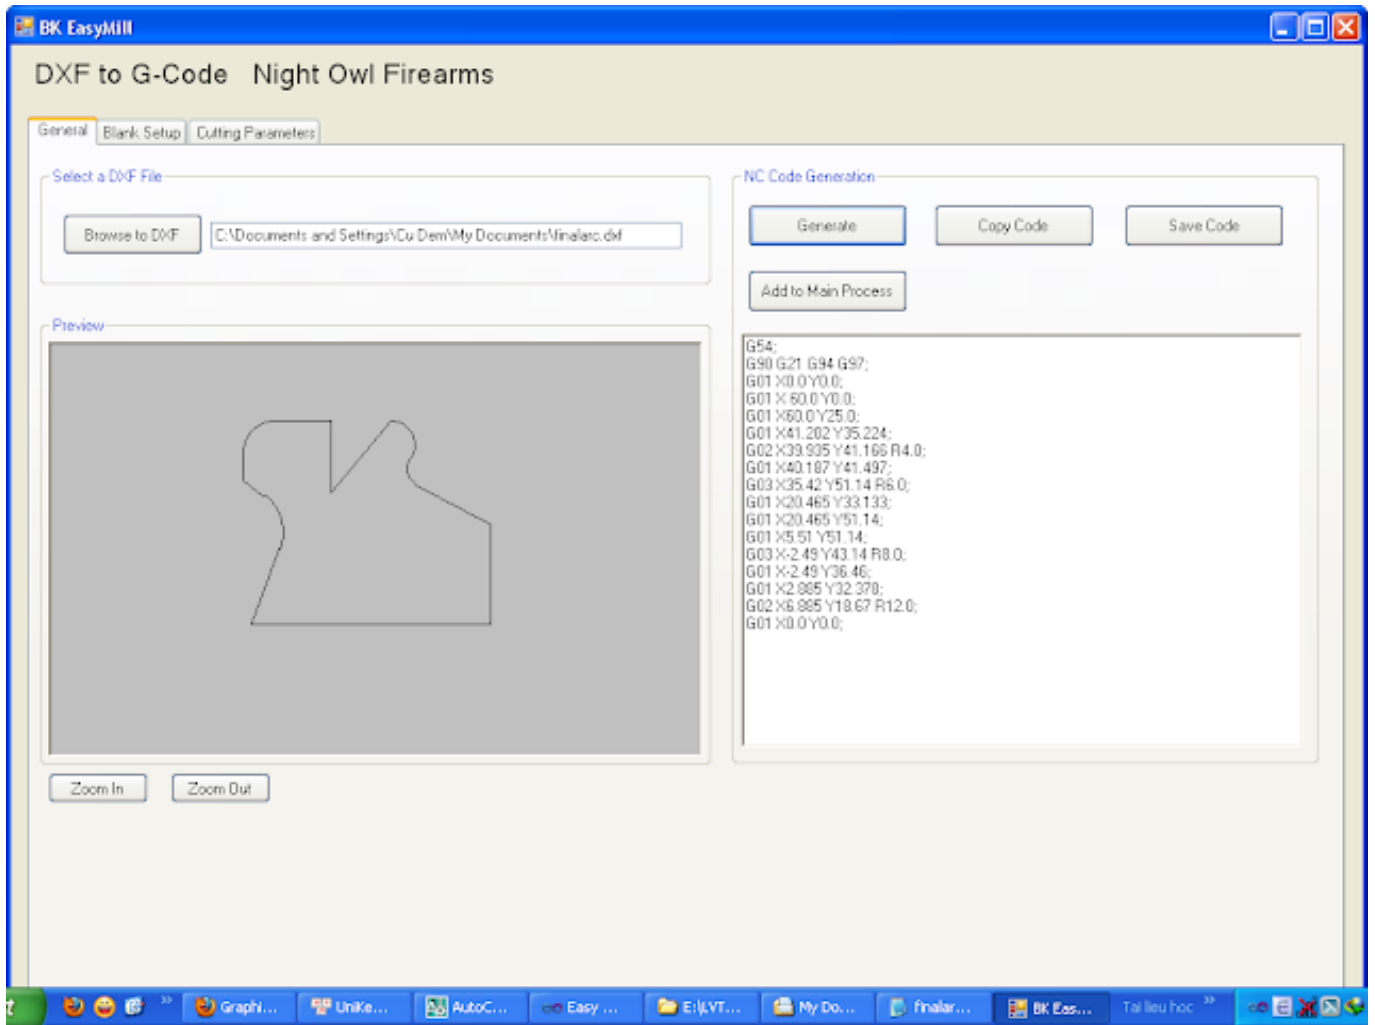 BK EasyMill
DXF to G-Code Night Owl Firearms
General Blank Setup Cutting Parameters
Select a DXF File
Browse to DXF C:\Documents and Settings\Cu Dem\My Documents\finalarc.dxf
Preview
Zoom In Zoom Out
NC Code Generation
Generate Copy Code Save Code
Add to Main Process
G54;
G90 G21 G94 G97;
G01 X0.0 Y0.0;
G01 X 60.0 Y0.0;
G01 X60.0 Y25.0;
G01 X41.202 Y35.224;
G02 X39.935 Y41.166 R4.0;
G01 X40.187 Y41.497;
G03 X35.42 Y51.14 R6.0;
G01 X20.465 Y33.133;
G01 X20.465 Y51.14;
G01 X5.51 Y51.14;
G03 X-2.49 Y43.14 R8.0;
G01 X-2.49 Y36.46;
G01 X2.885 Y32.378;
G02 X6.885 Y18.67 R12.0;
G01 X0.0 Y0.0;
Graphi... UniKe... AutoC... Easy ... E:\LVT... My Do... finalar... BK Eas... Tai lieu hoc